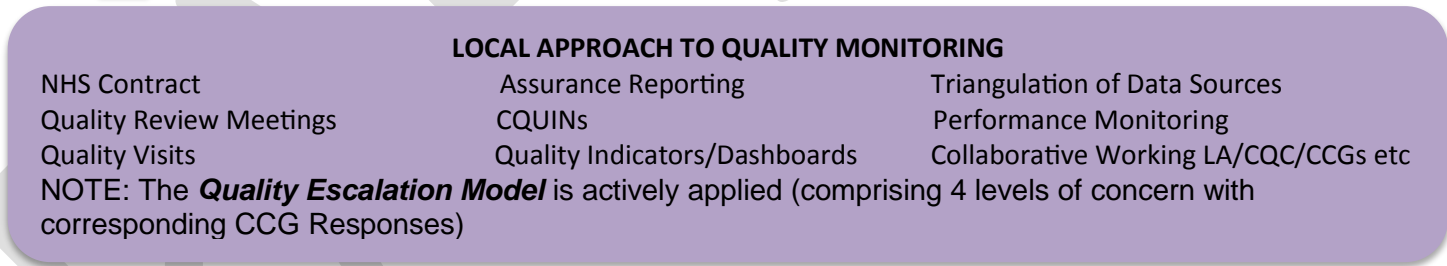 LOCAL APPROACH TO QUALITY MONITORING
NHS Contract Assurance Reporting Triangulation of Data Sources
Quality Review Meetings CQUINs Performance Monitoring
Quality Visits Quality Indicators/Dashboards Collaborative Working LA/CQC/CCGs etc
NOTE: The Quality Escalation Model is actively applied (comprising 4 levels of concern with
corresponding CCG Responses)